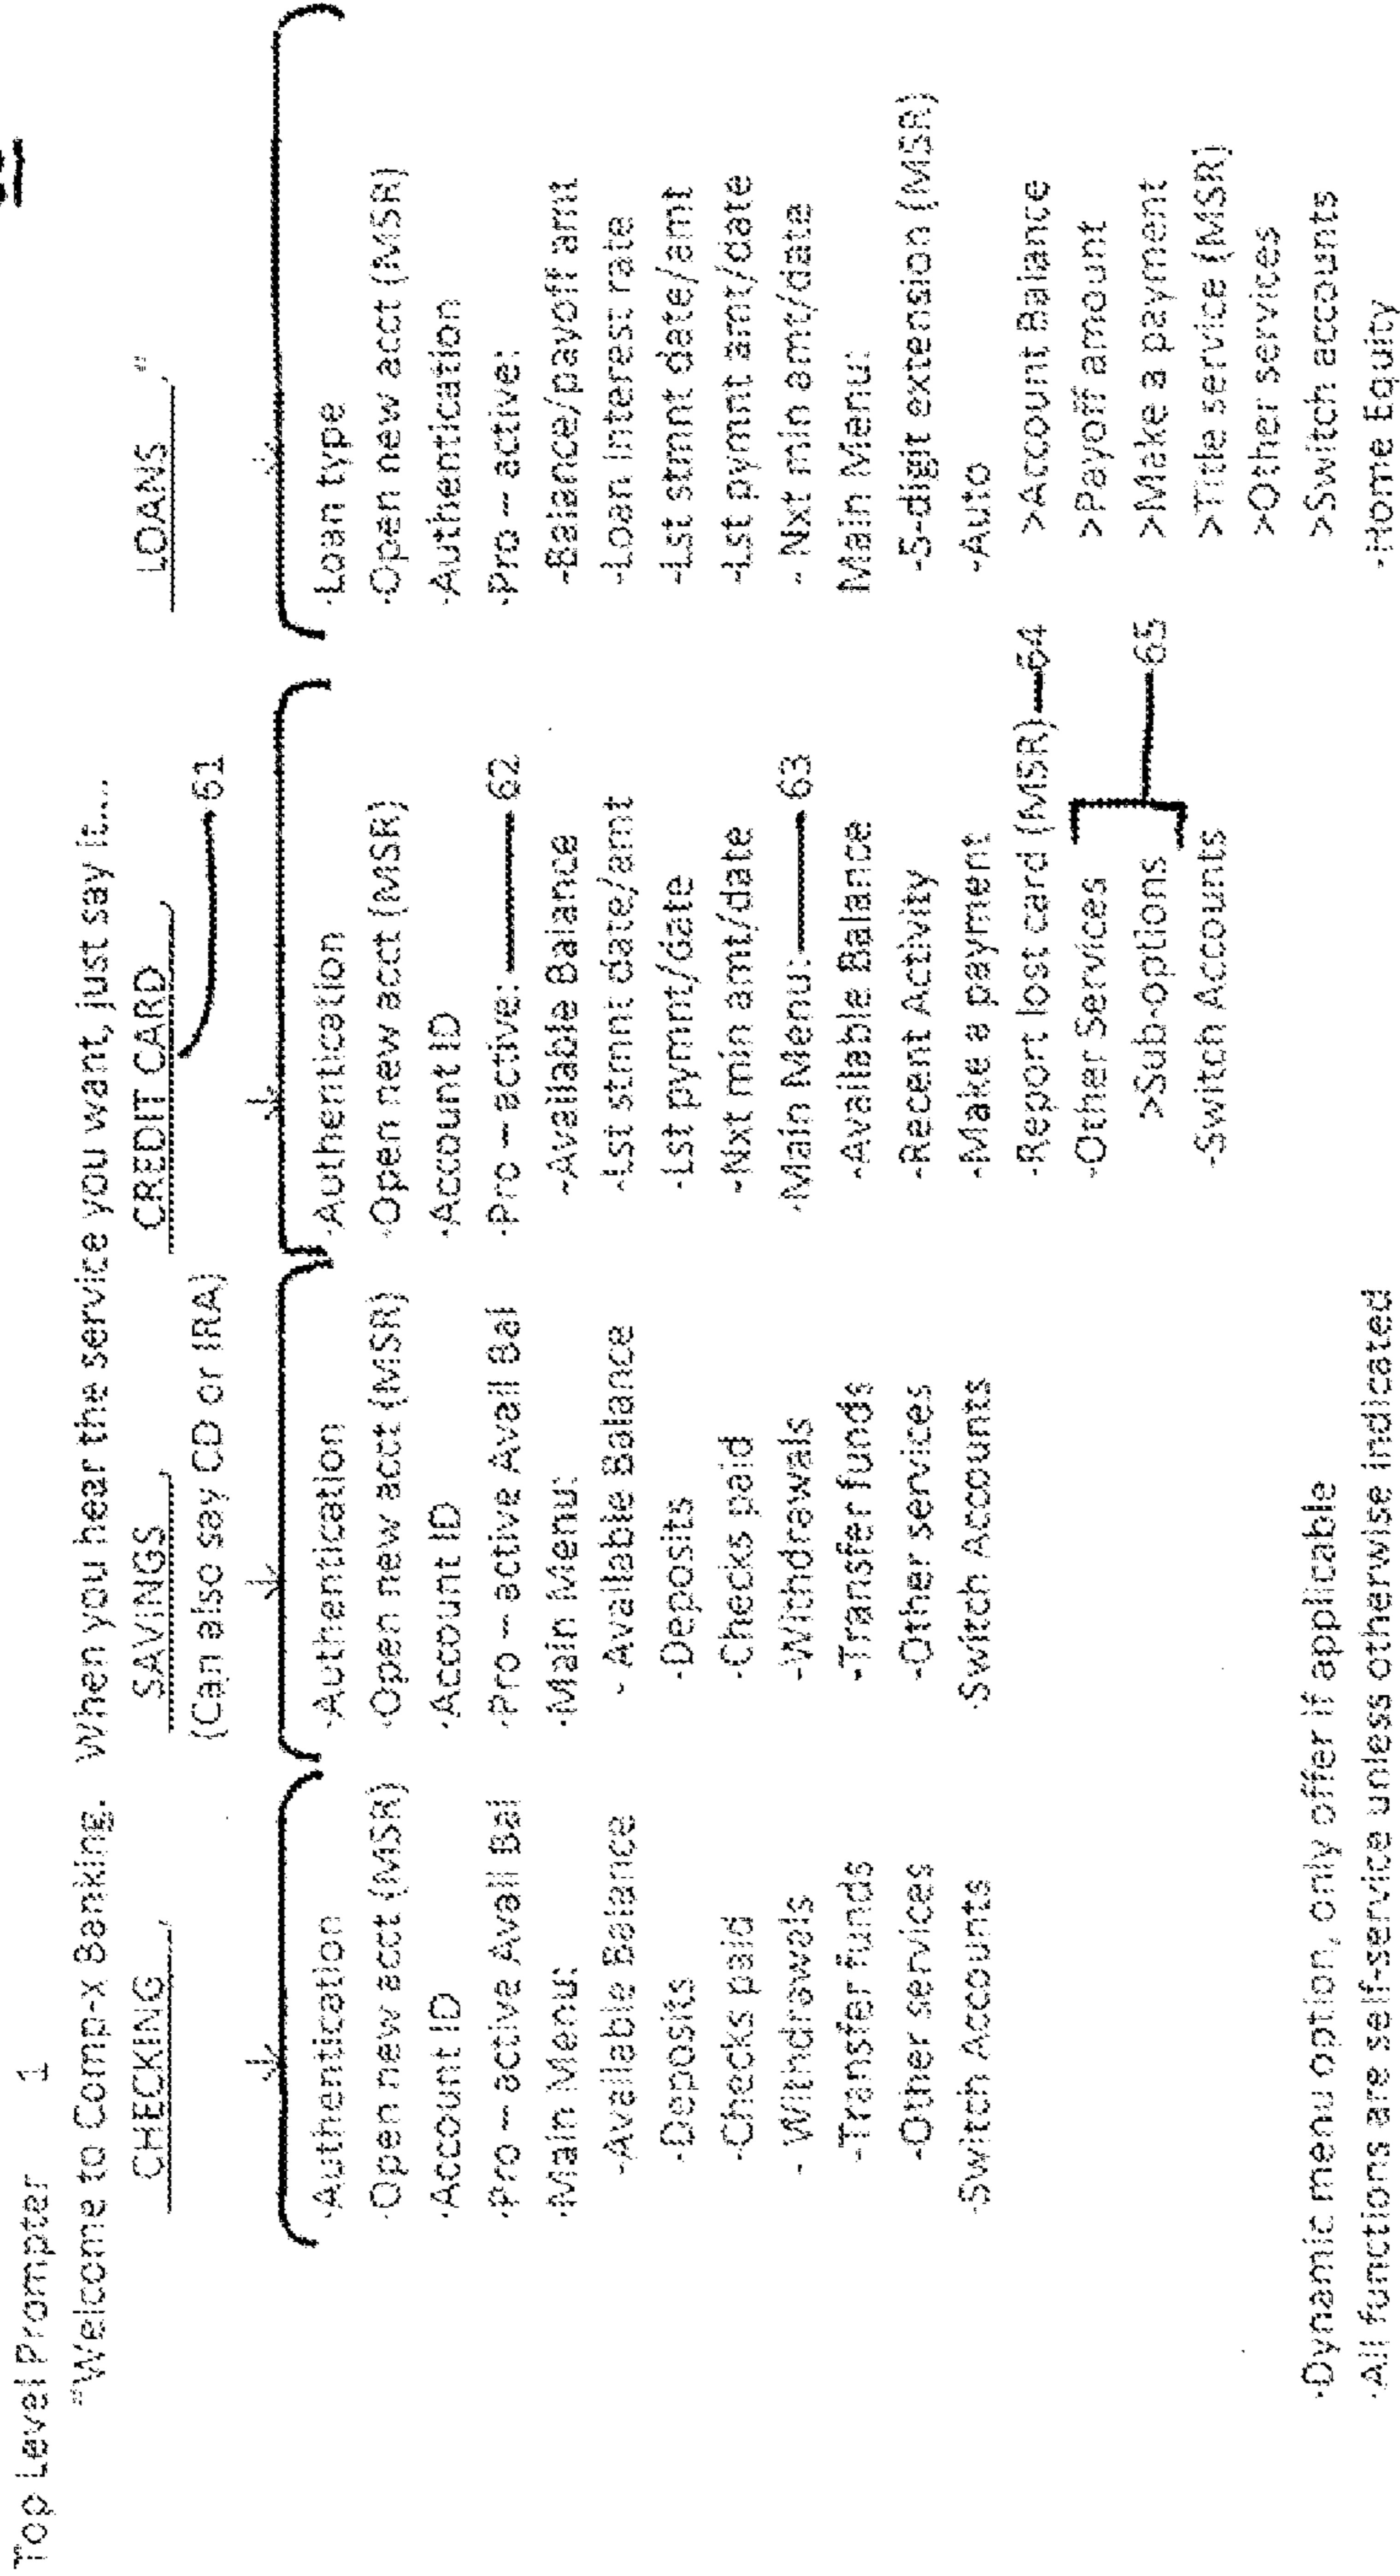 Top Level Prompter 1
"Welcome to Comp-x Banking. When you hear the service you want, just say it....
CHECKING,
·Authentication
·Open new acct (MSR)
·Account ID
·Pro – active Avail Bal
·Main Menu:
-Available Balance
-Deposits
-Checks paid
- Withdrawals
-Transfer funds
-Other services
-Switch Accounts
SAVINGS,
(Can also say CD or IRA)
·Authentication
·Open new acct (MSR)
·Account ID
·Pro – active Avail Bal
·Main Menu:
- Available Balance
-Deposits
-Checks paid
-Withdrawals
-Transfer funds
-Other services
·Switch Accounts
CREDIT CARD,
61
·Authentication
·Open new acct (MSR)
·Account ID
·Pro – active: 62
-Available Balance
-Lst stmnt date/amt
-Lst pymnt/date
-Nxt min amt/date
·Main Menu: 63
-Available Balance
-Recent Activity
-Make a payment
-Report lost card (MSR) 64
-Other Services
>Sub-options
65
-Switch Accounts
LOANS,"
·Loan type
·Open new acct (MSR)
·Authentication
·Pro – active:
-Balance/payoff amt
-Loan interest rate
-Lst stmnt date/amt
-Lst pymnt amt/date
- Nxt min amt/date
Main Menu:
-5-digit extension (MSR)
-Auto
>Account Balance
>Payoff amount
>Make a payment
>Title service (MSR)
>Other services
>Switch accounts
-Home Equity
·Dynamic menu option, only offer if applicable
·All functions are self-service unless otherwise indicated